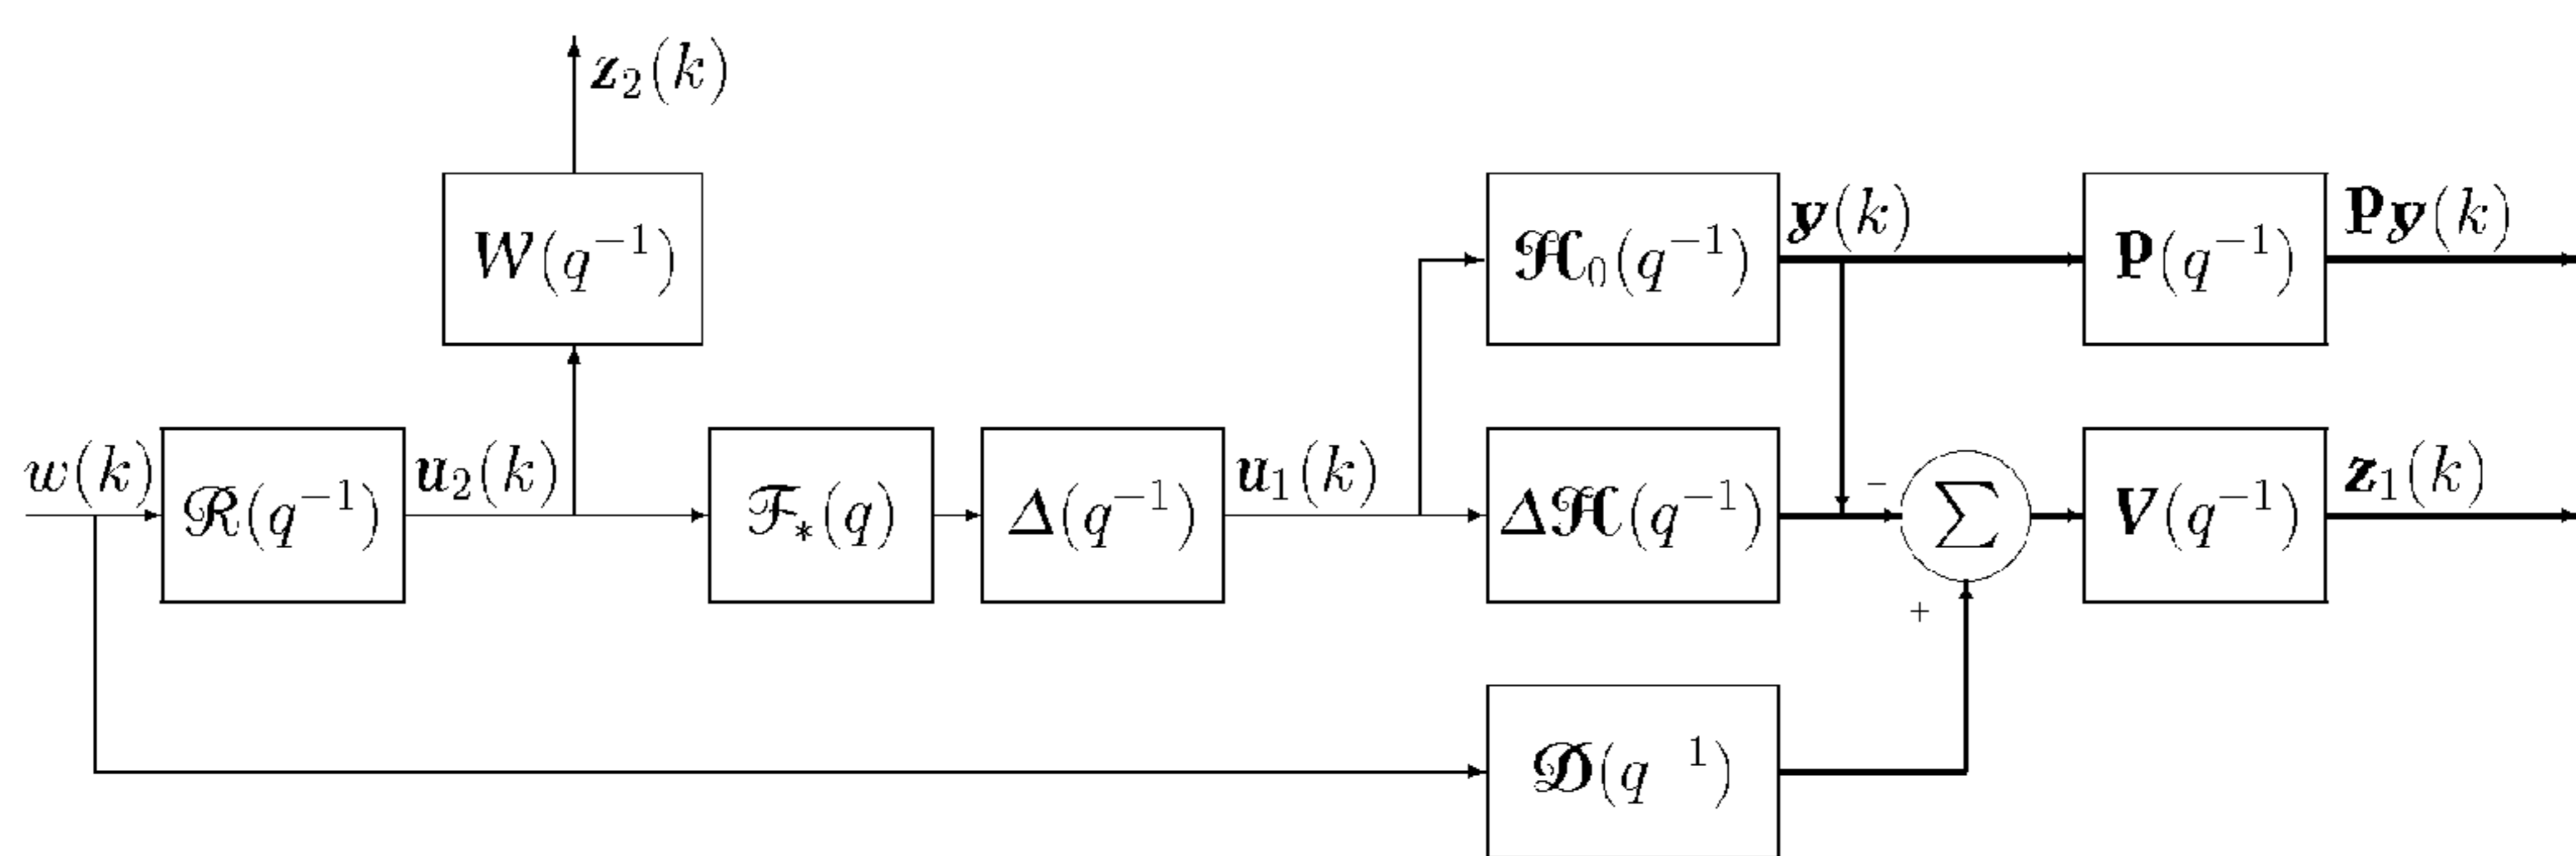 z₂(k)
W(q⁻¹)
ℋ₀(q⁻¹)
y(k)
p(q⁻¹)
py(k)
w(k)
ℛ(q⁻¹)
u₂(k)
ℱ*(q)
Δ(q⁻¹)
u₁(k)
Δℋ(q⁻¹)
−
∑
+
V(q⁻¹)
z₁(k)
𝒟(q ¹)